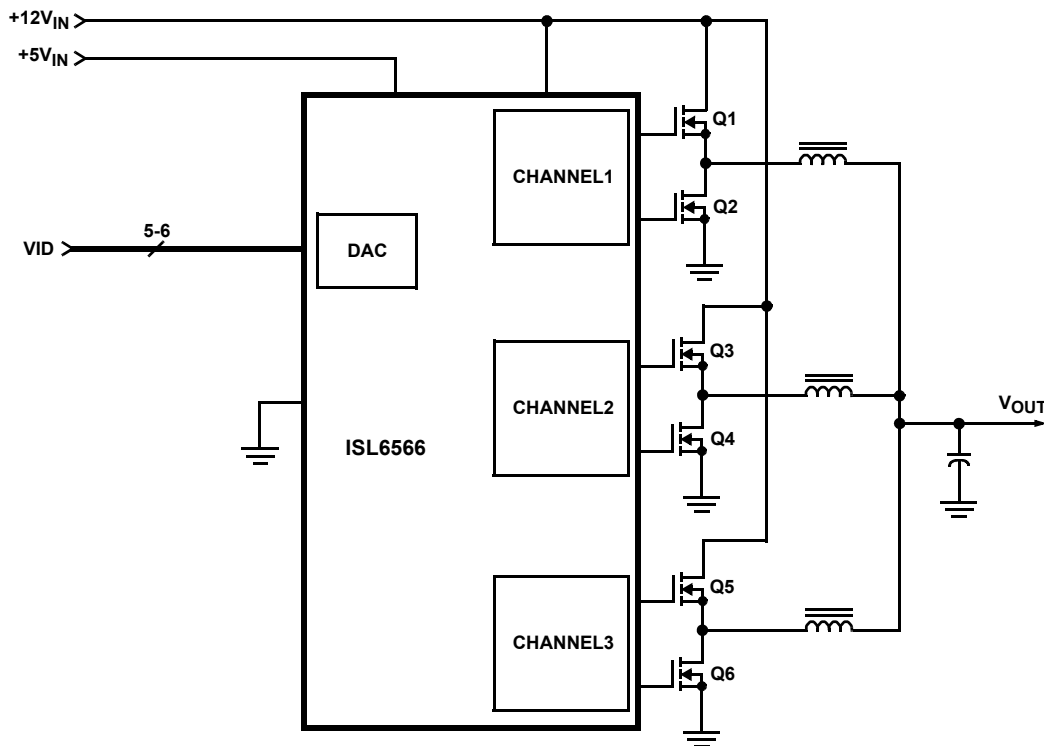 +12VIN
+5VIN
Q1
CHANNEL1
Q2
5-6
VID
DAC
Q3
CHANNEL2
VOUT
Q4
ISL6566
Q5
CHANNEL3
Q6